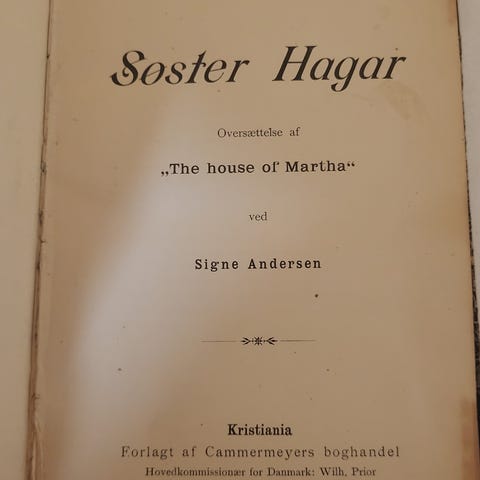 Søster Hagar
Oversættelse af
„The house of Martha“
ved
Signe Andersen
Kristiania
Forlagt af Cammermeyers boghandel
Hovedkommissionær for Danmark: Wilh, Prior